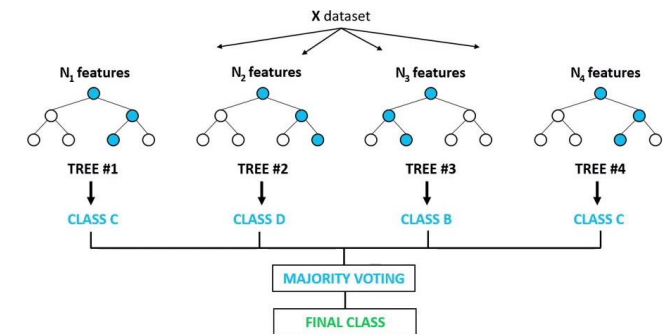 X dataset
N1 features
N2 features
N3 features
N4 features
TREE #1
TREE #2
TREE #3
TREE #4
CLASS C
CLASS D
CLASS B
CLASS C
MAJORITY VOTING
FINAL CLASS